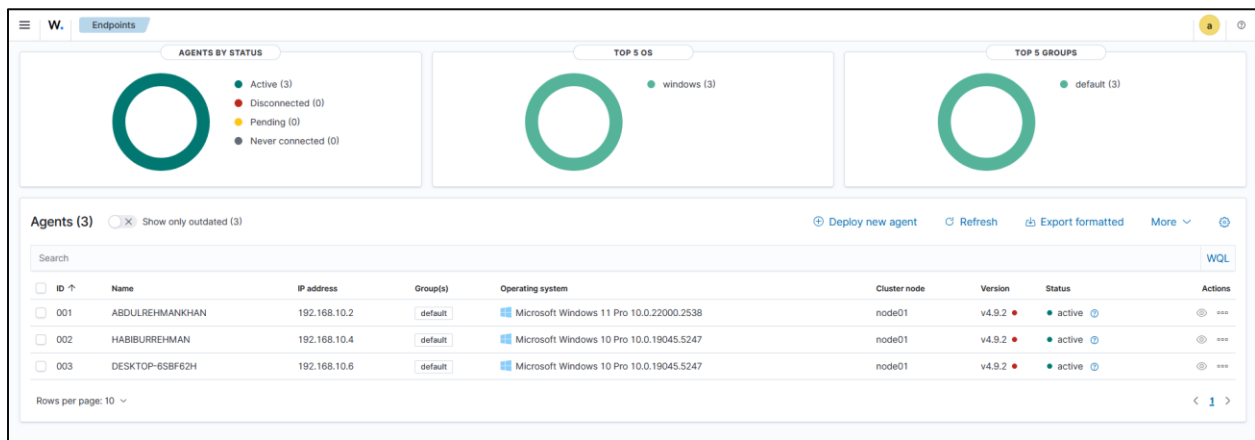 W. Endpoints a
AGENTS BY STATUS
Active (3)
Disconnected (0)
Pending (0)
Never connected (0)
TOP 5 OS
windows (3)
TOP 5 GROUPS
default (3)
Agents (3) Show only outdated (3) Deploy new agent Refresh Export formatted More
Search WQL
ID Name IP address Group(s) Operating system Cluster node Version Status Actions
001 ABDULREHMANKHAN 192.168.10.2 default Microsoft Windows 11 Pro 10.0.22000.2538 node01 v4.9.2 active
002 HABIBURREHMAN 192.168.10.4 default Microsoft Windows 10 Pro 10.0.19045.5247 node01 v4.9.2 active
003 DESKTOP-6SBF62H 192.168.10.6 default Microsoft Windows 10 Pro 10.0.19045.5247 node01 v4.9.2 active
Rows per page: 10 < 1 >